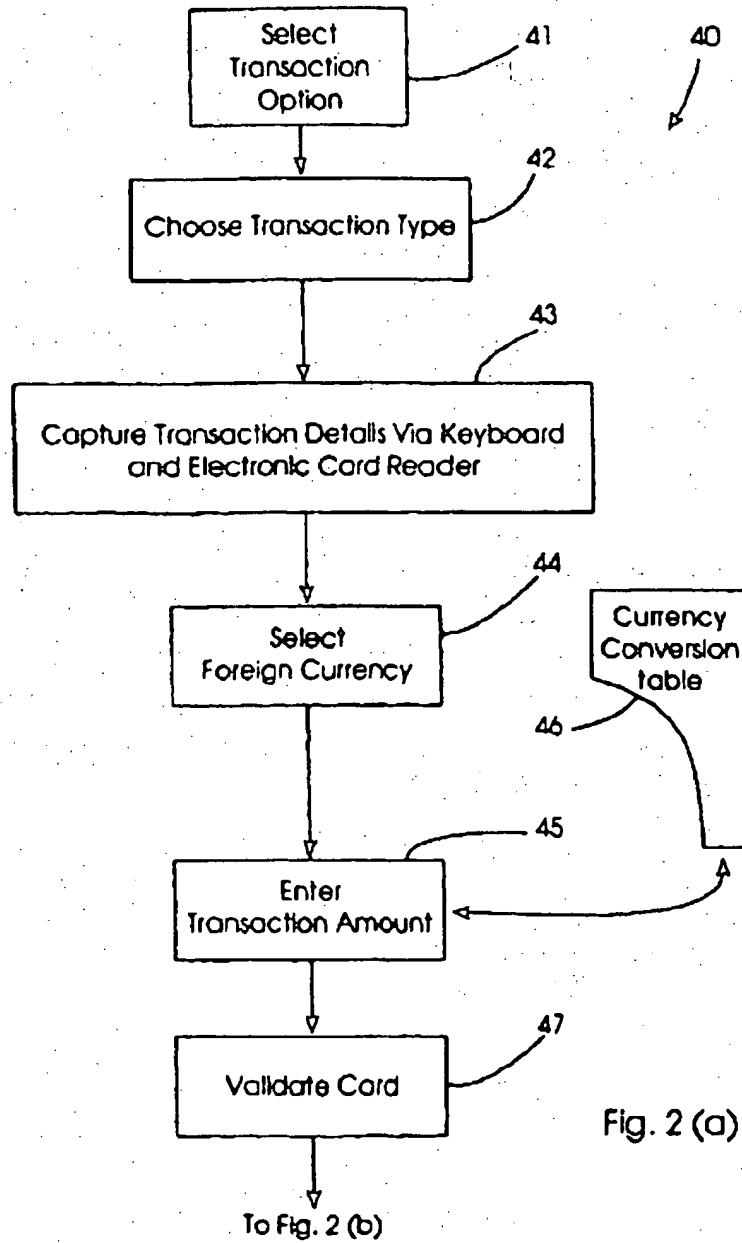 Select
Transaction
Option
41
40
42
Choose Transaction Type
43
Capture Transaction Details Via Keyboard
and Electronic Card Reader
44
Select
Foreign Currency
Currency
Conversion
table
46
45
Enter
Transaction Amount
47
Validate Card
Fig. 2 (a)
To Fig. 2 (b)